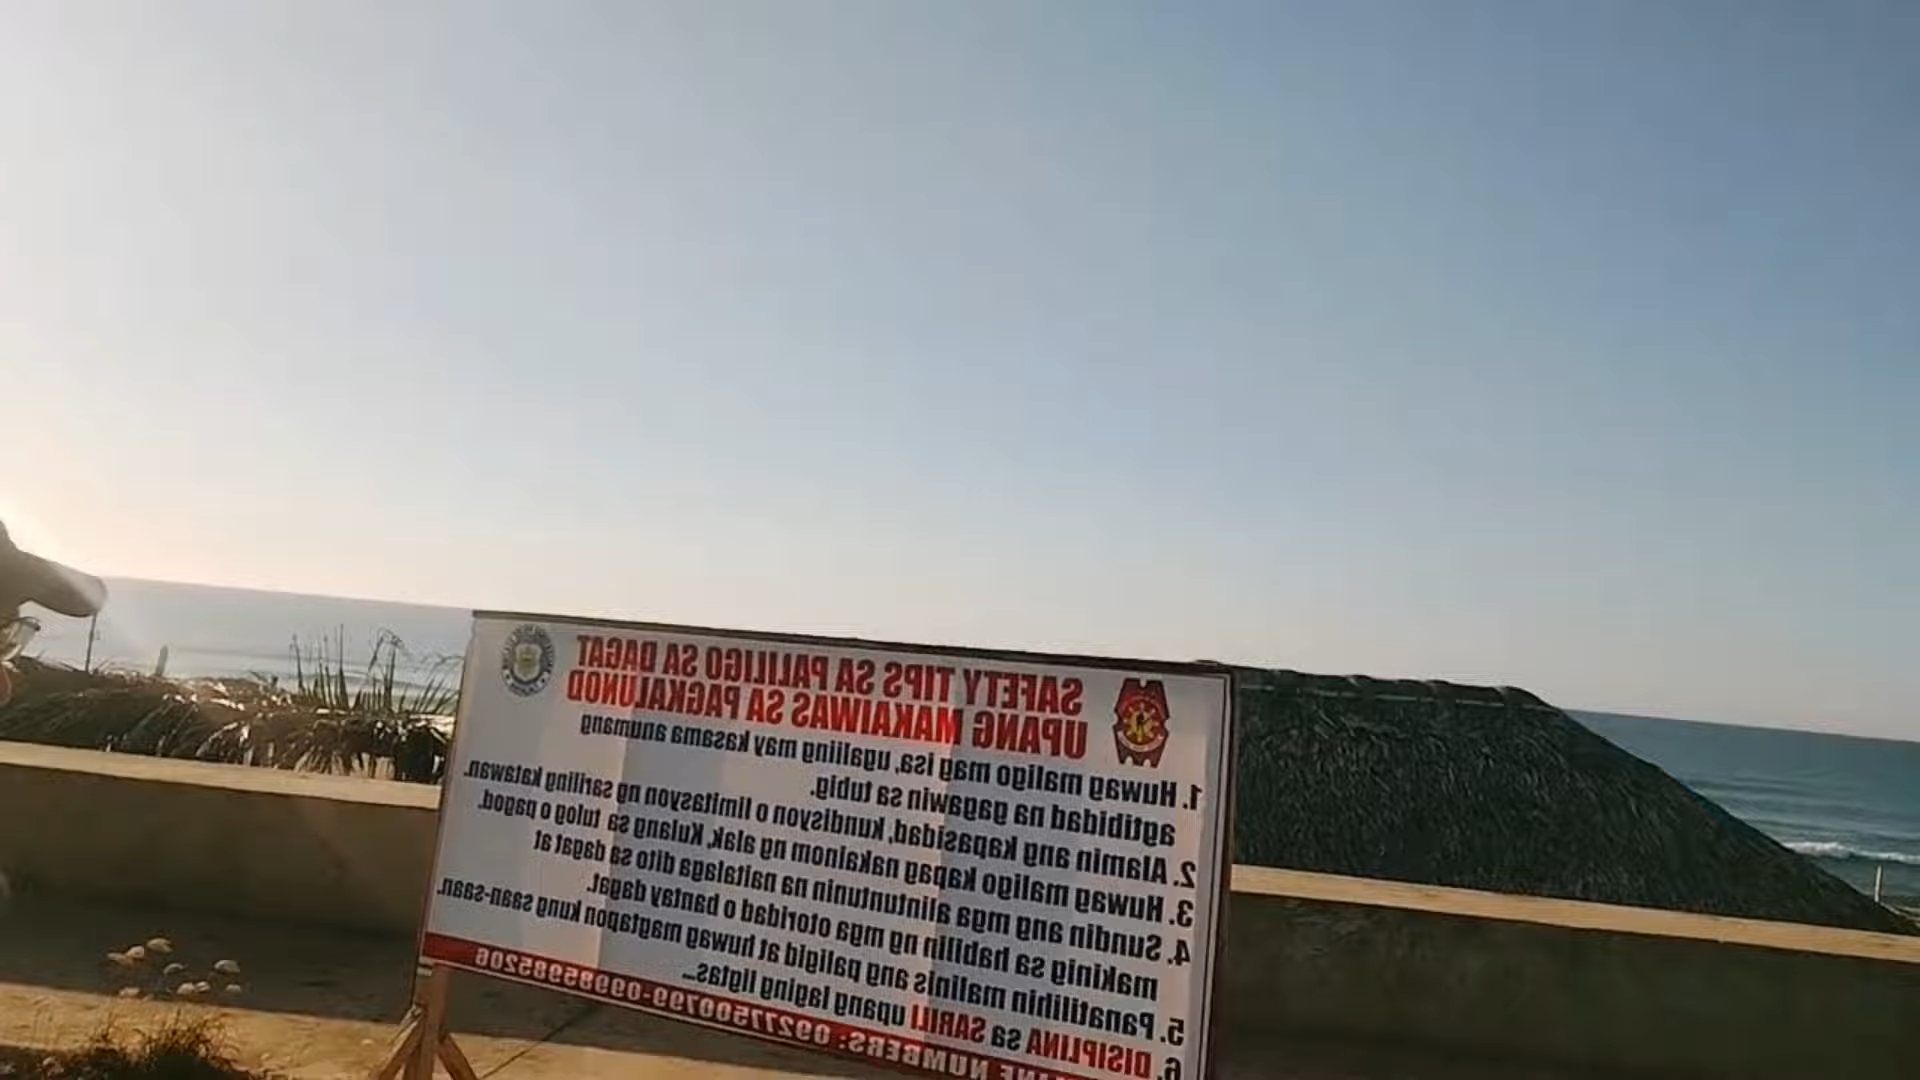 SAFETY TIPS SA PALILIGO SA DAGAT
UPANG MAKAIWAS SA PAGKALUNOD
1. Huwag maligo mag isa, ugaliing may kasama anumang
agtibidad na gagawin sa tubig.
2. Alamin ang kapasidad, kundisyon o limitasyon ng sariling katawan.
3. Huwag maligo kapag nakainom ng alak, Kulang sa tulog o pagod.
4. Sundin ang mga alintuntunin na naitalaga dito sa dagat at
makinig sa habilin ng mga otoridad o bantay dagat.
5. Panatilihin malinis ang paligid at huwag magtapon kung saan-saan.
6. DISIPLINA sa SARILI upang laging ligtas...
LINE NUMBERS: 09277500799-09985985206